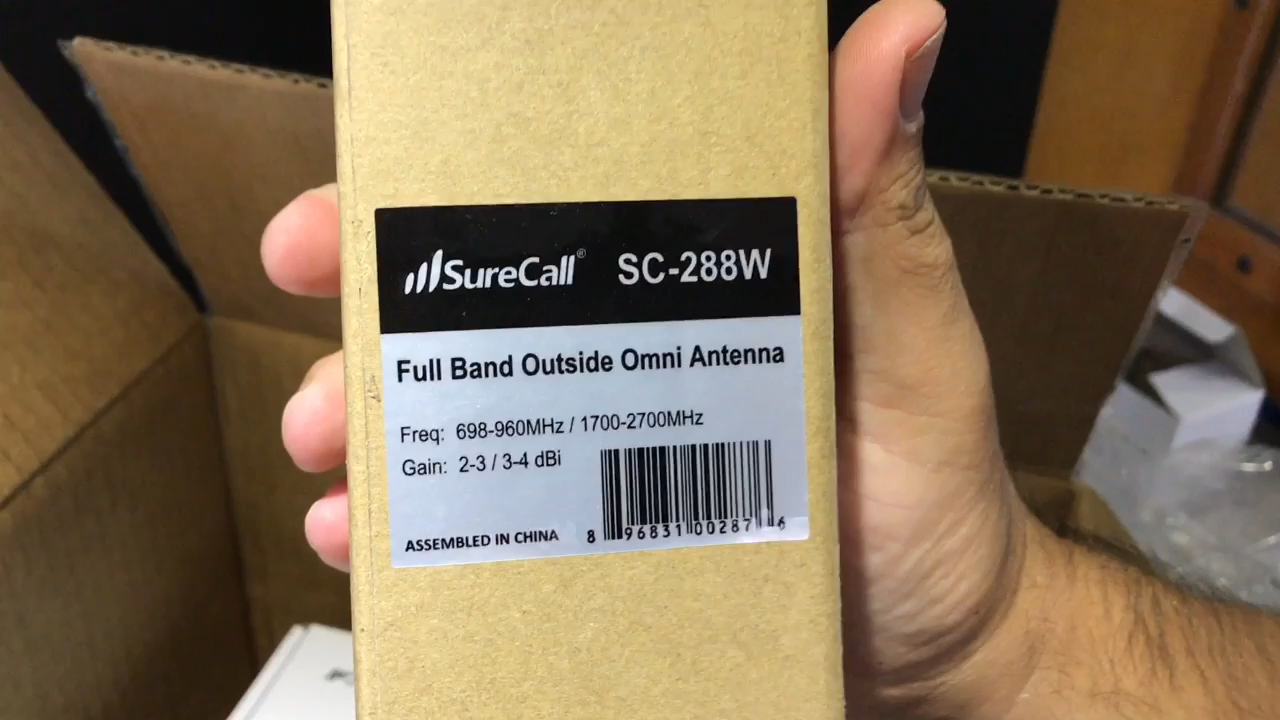 SureCall® SC-288W
Full Band Outside Omni Antenna
Freq: 698-960MHz / 1700-2700MHz
Gain: 2-3 / 3-4 dBi
ASSEMBLED IN CHINA
8 96831 00287 6